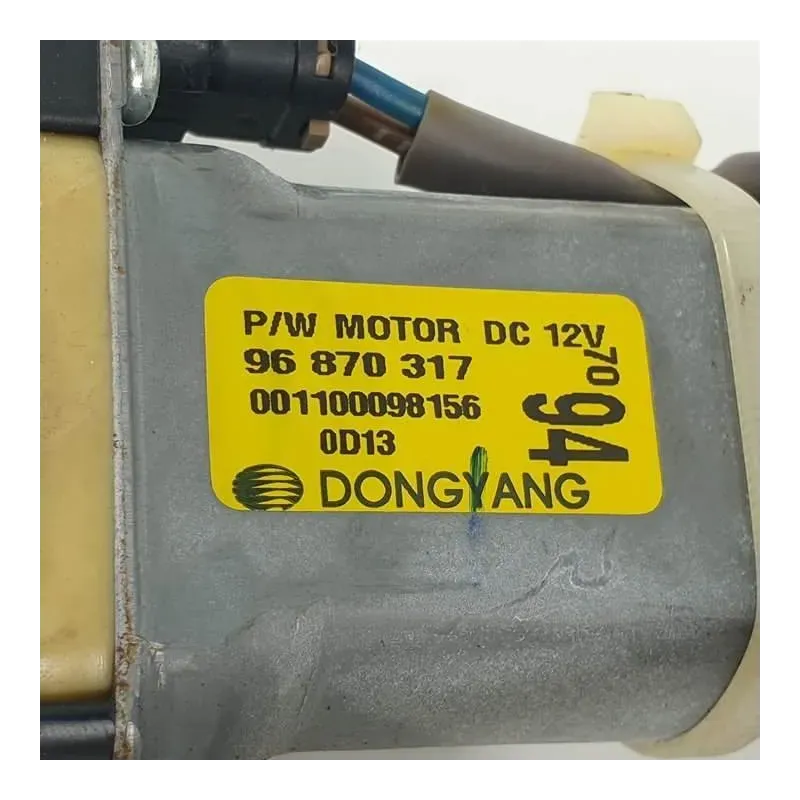 P/W MOTOR DC 12V
96 870 317
001100098156
0D13
DONGYANG
70
94